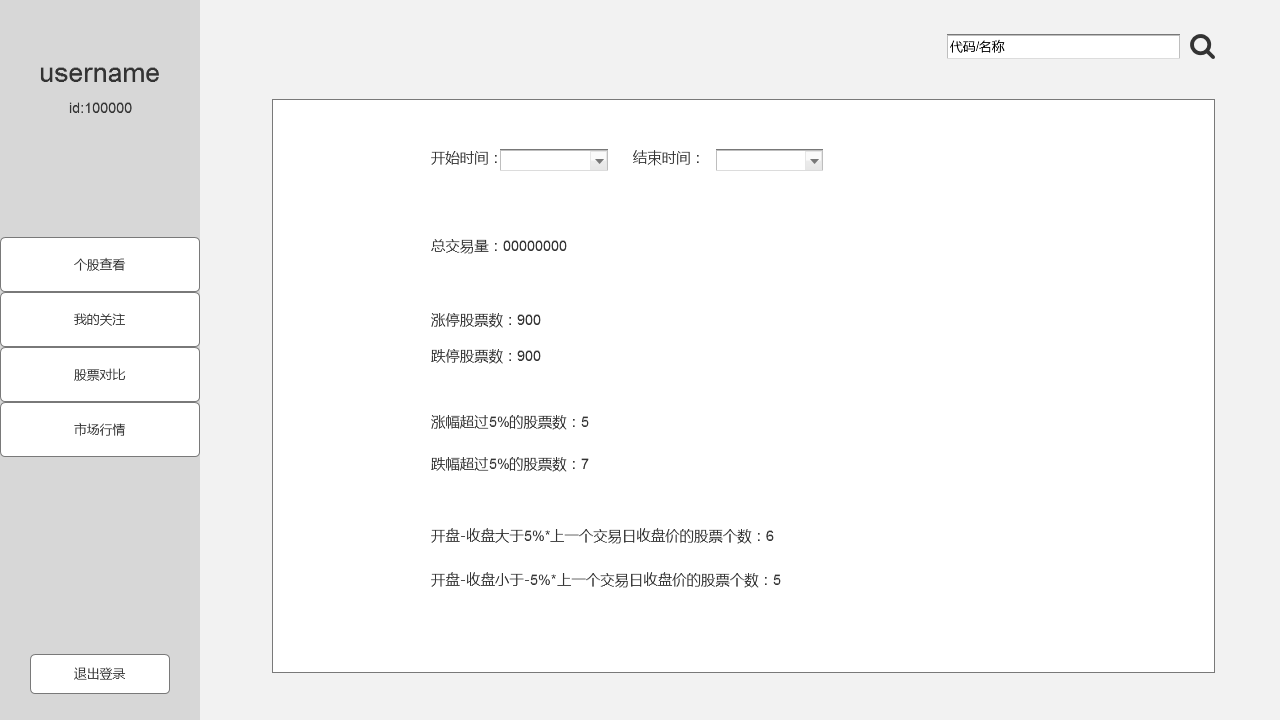 username
id:100000
个股查看
我的关注
股票对比
市场行情
退出登录
代码/名称
开始时间：
结束时间：
总交易量：00000000
涨停股票数：900
跌停股票数：900
涨幅超过5%的股票数：5
跌幅超过5%的股票数：7
开盘-收盘大于5%*上一个交易日收盘价的股票个数：6
开盘-收盘小于-5%*上一个交易日收盘价的股票个数：5